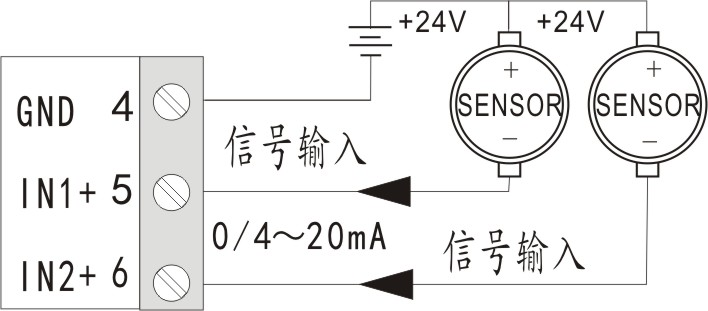 +24V +24V
+ +
SENSOR SENSOR
- -
GND 4
信号输入
IN1+ 5
0/4～20mA
信号输入
IN2+ 6